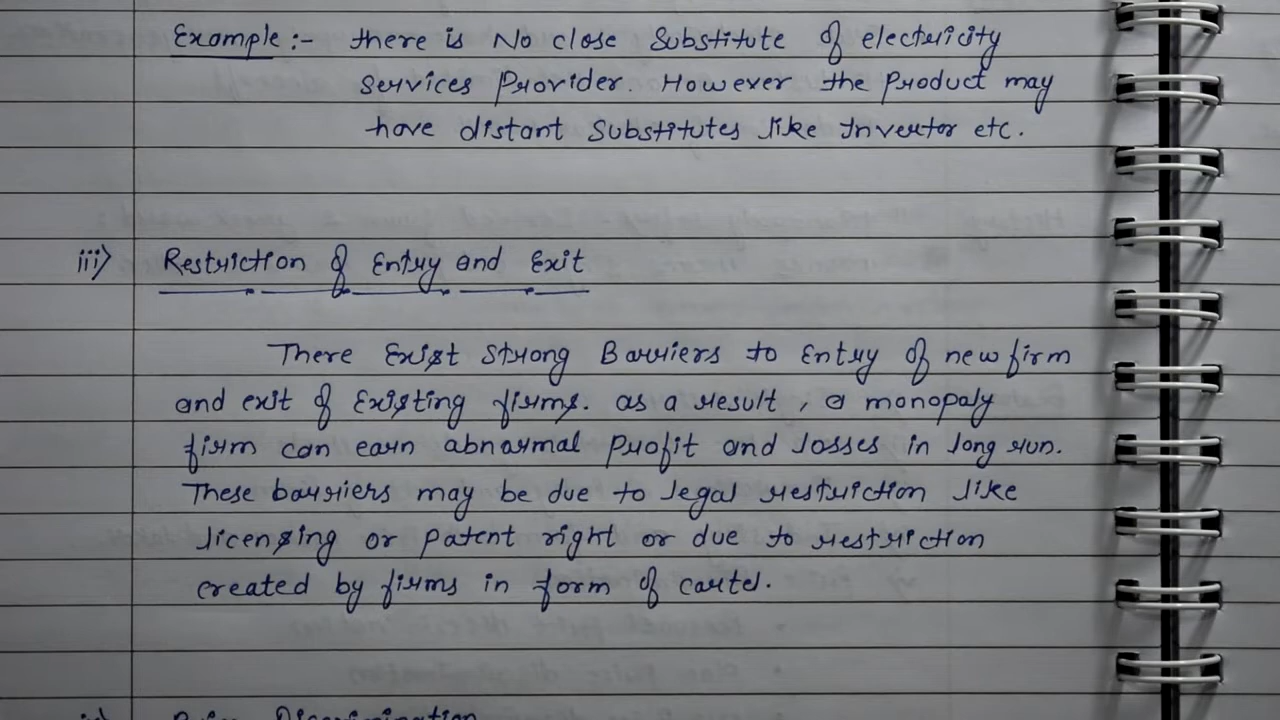 Example:- there is No close Substitute of electricity
Services Provider. However the Product may
have distant Substitutes like Invertor etc.
iii) Restriction of Entry and Exit
There Exist Strong Barriers to Entry of new firm
and exit of Existing firms. as a result, a monopaly
firm can earn abnormal Profit and losses in long run.
These barriers may be due to legal restriction like
licensing or Patent right or due to restriction
created by firms in form of cartel.
Discrimination